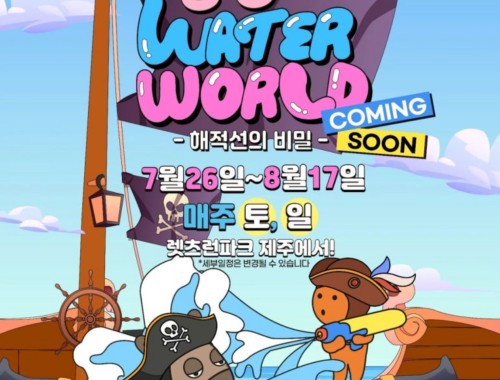 WATER
WORLD
COMING
SOON
- 해적선의 비밀 -
7월26일~8월17일
매주 토, 일
렛츠런파크 제주에서!
*세부일정은 변경될 수 있습니다